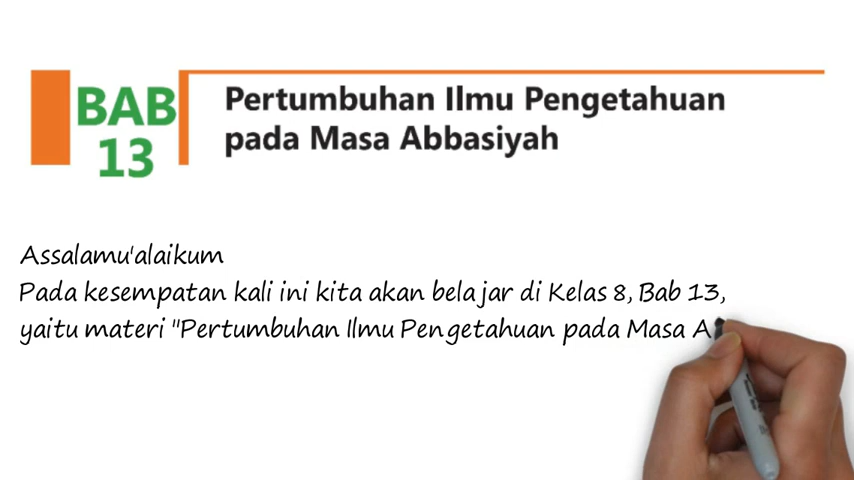 BAB
13
Pertumbuhan Ilmu Pengetahuan
pada Masa Abbasiyah
Assalamu'alaikum
Pada kesempatan kali ini kita akan belajar di Kelas 8, Bab 13,
yaitu materi "Pertumbuhan Ilmu Pengetahuan pada Masa A